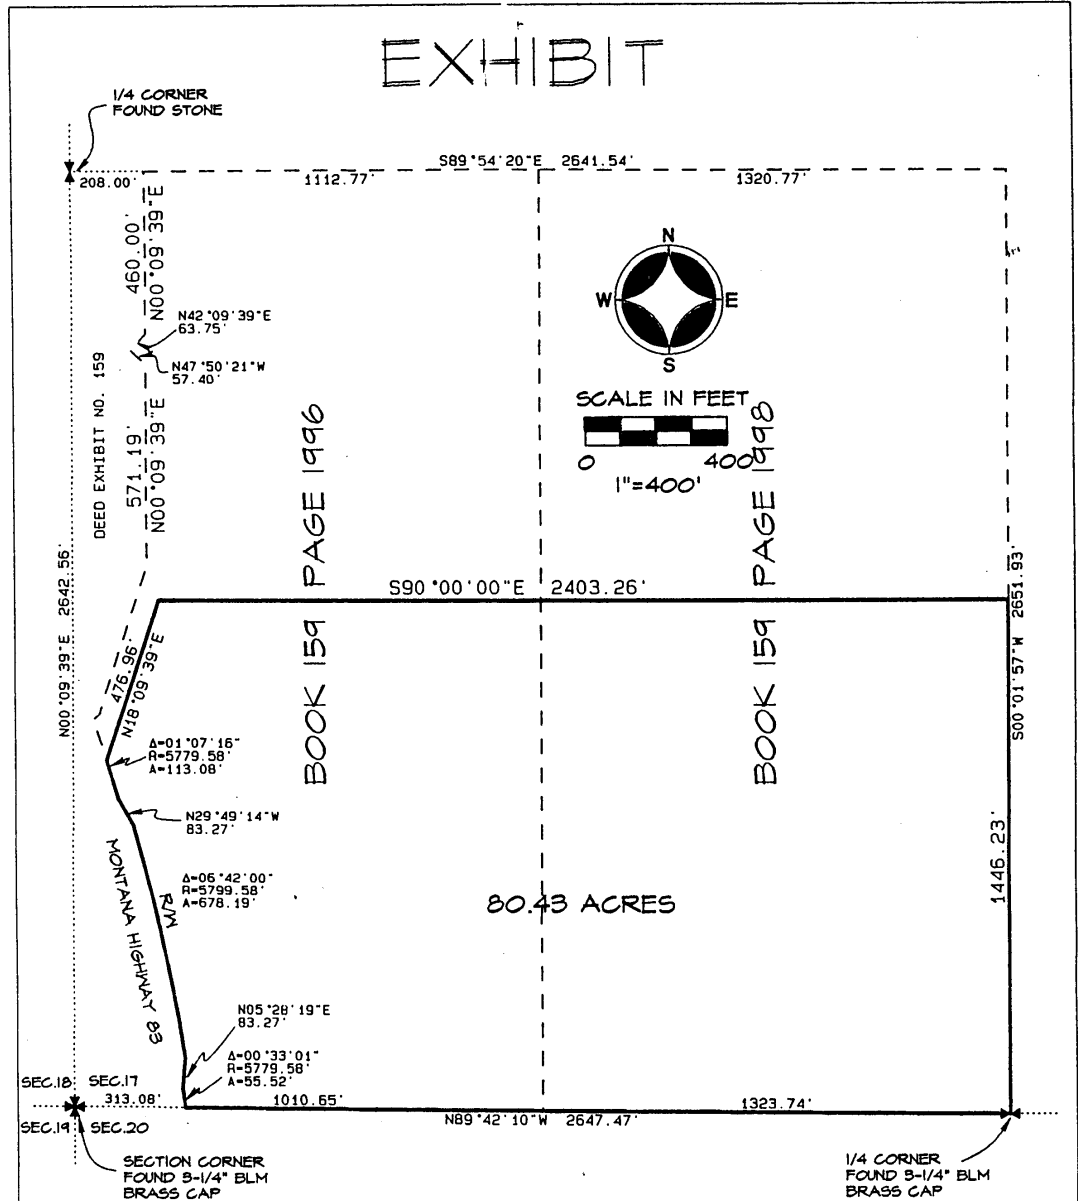 EXHIBIT
1/4 CORNER
FOUND STONE
S89°54'20"E 2641.54'
208.00'
1112.77'
1320.77'
460.00'
N00°09'39"E
N
W
E
S
N42°09'39"E
63.75'
N47°50'21"W
57.40'
DEED EXHIBIT NO. 159
571.19'
N00°09'39"E
SCALE IN FEET
0 400
1"=400'
BOOK 159 PAGE 1996
BOOK 159 PAGE 1998
N00°09'39"E 2642.56'
S90°00'00"E 2403.26'
S00°01'57"W 2651.93'
476.96'
N18°09'39"E
Δ=01°07'16"
R=5779.58'
A=113.08'
N29°49'14"W
83.27'
MONTANA HIGHWAY 83
R/W
Δ=06°42'00"
R=5799.58'
A=678.19'
80.43 ACRES
1446.23'
N05°28'19"E
83.27'
Δ=00°33'01"
R=5779.58'
A=55.52'
SEC.18 SEC.17
313.08'
1010.65'
1323.74'
N89°42'10"W 2647.47'
SEC.19 SEC.20
SECTION CORNER
FOUND 3-1/4" BLM
BRASS CAP
1/4 CORNER
FOUND 3-1/4" BLM
BRASS CAP